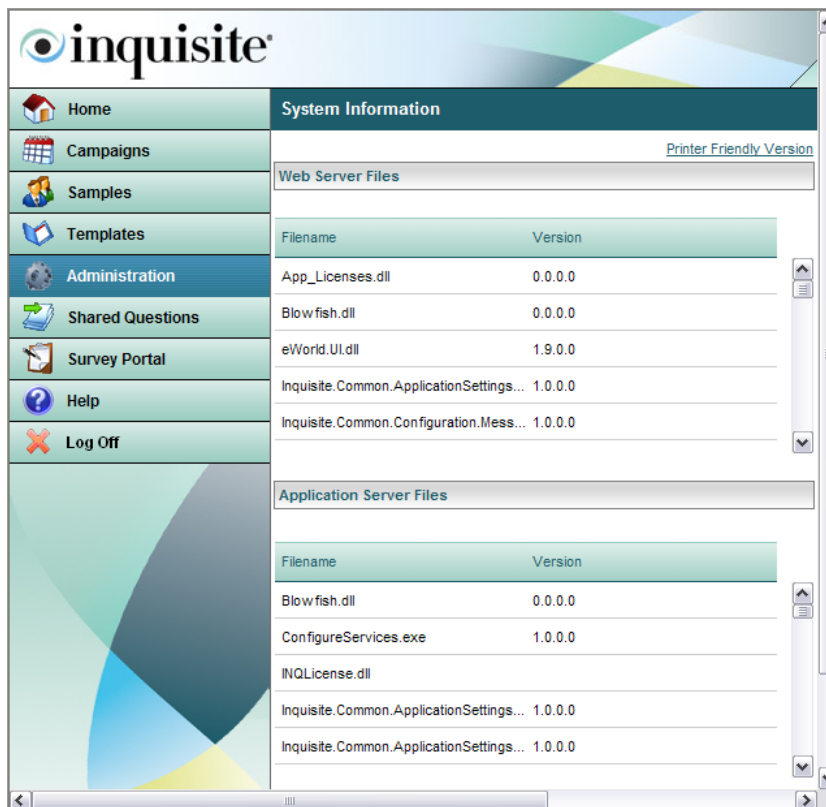 inquisite®
Home
Campaigns
Samples
Templates
Administration
Shared Questions
Survey Portal
Help
Log Off
System Information
Printer Friendly Version
Web Server Files
Filename Version
App_Licenses.dll 0.0.0.0
Blowfish.dll 0.0.0.0
eWorld.UI.dll 1.9.0.0
Inquisite.Common.ApplicationSettings... 1.0.0.0
Inquisite.Common.Configuration.Mess... 1.0.0.0
Application Server Files
Filename Version
Blowfish.dll 0.0.0.0
ConfigureServices.exe 1.0.0.0
INQLicense.dll
Inquisite.Common.ApplicationSettings... 1.0.0.0
Inquisite.Common.ApplicationSettings... 1.0.0.0